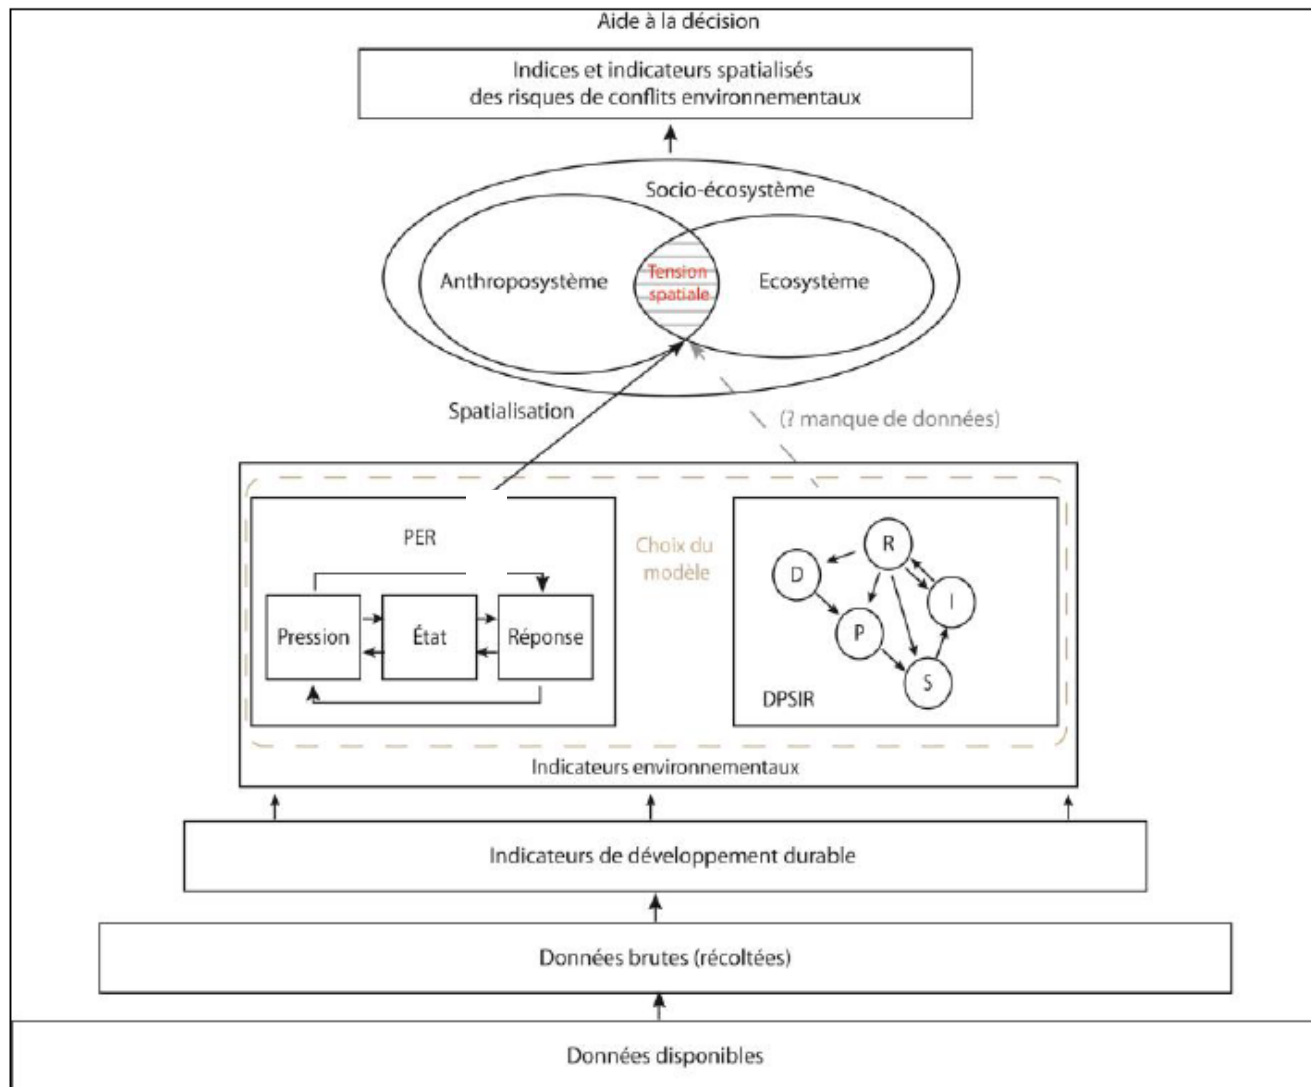 Aide à la décision
Indices et indicateurs spatialisés
des risques de conflits environnementaux
Socio-écosystème
Anthroposystème
Tension
spatiale
Ecosystème
Spatialisation
(? manque de données)
PER
Pression
État
Réponse
Choix du
modèle
R
D
I
P
S
DPSIR
Indicateurs environnementaux
Indicateurs de développement durable
Données brutes (récoltées)
Données disponibles